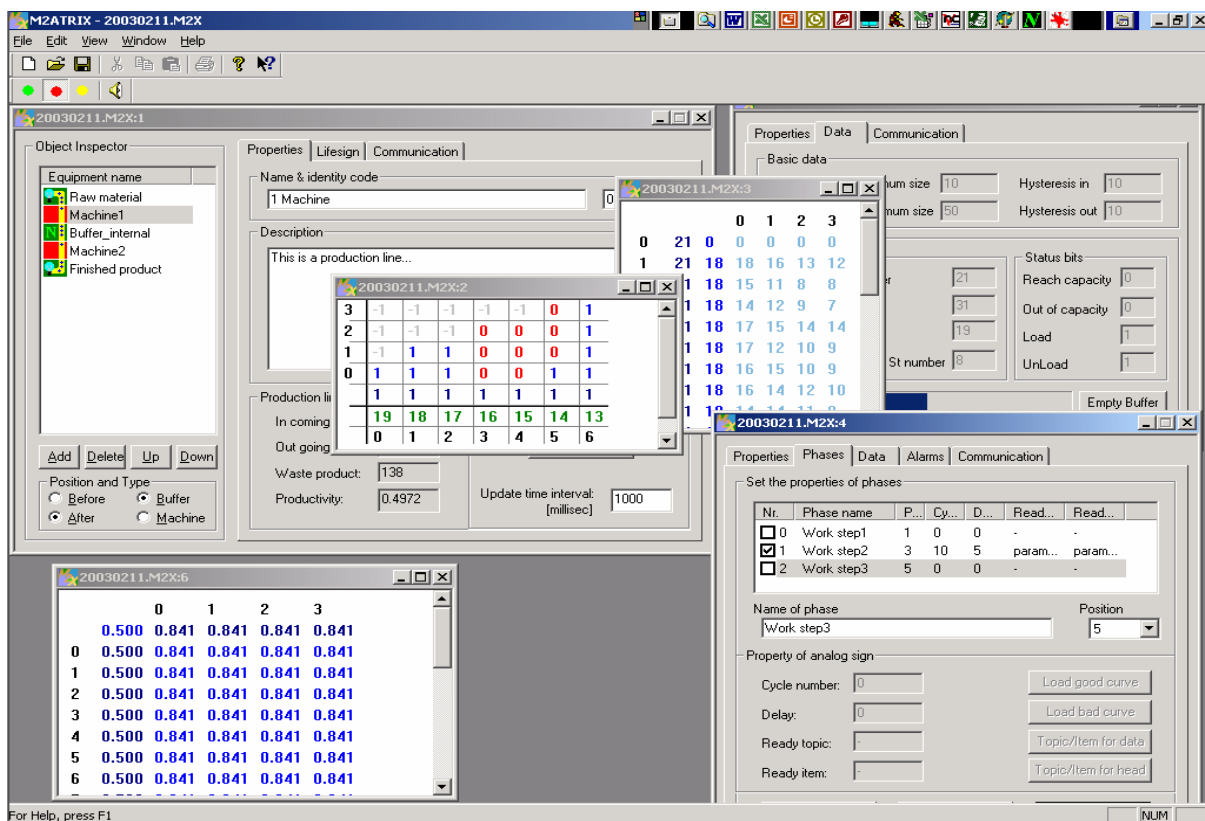 M2ATRIX - 20030211.M2X
File Edit View Window Help
20030211.M2X:1
Object Inspector
Equipment name
Raw material
Machine1
Buffer_internal
Machine2
Finished product
Add Delete Up Down
Position and Type
Before Buffer
After Machine
Properties Lifesign Communication
Name & identity code
1 Machine 0
Description
This is a production line...
Production li
In coming
Out going
Waste product: 138
Productivity: 0.4972
Update time interval: 1000
[millisec]
20030211.M2X:2
3 -1 -1 -1 -1 -1 0 1
2 -1 -1 -1 0 0 0 1
1 -1 1 1 0 0 0 1
0 1 1 1 0 0 1 1
1 1 1 1 1 1 1
19 18 17 16 15 14 13
0 1 2 3 4 5 6
20030211.M2X:3
0 1 2 3
0 21 0 0 0 0 0
1 21 18 18 16 13 12
1 18 15 11 8 8
1 18 14 12 9 7
1 18 17 15 14 14
1 18 17 12 10 9
1 18 16 15 10 9
1 18 16 14 12 10
Properties Data Communication
Basic data
num size 10 Hysteresis in 10
mum size 50 Hysteresis out 10
er 21
31
19
St number 8
Status bits
Reach capacity 0
Out of capacity 0
Load 1
UnLoad 1
Empty Buffer
20030211.M2X:4
Properties Phases Data Alarms Communication
Set the properties of phases
Nr. Phase name P... Cy... D... Read... Read...
0 Work step1 1 0 0 - -
1 Work step2 3 10 5 param... param...
2 Work step3 5 0 0 - -
Name of phase Position
Work step3 5
Property of analog sign
Cycle number: 0 Load good curve
Delay: 0 Load bad curve
Ready topic: - Topic/Item for data
Ready item: - Topic/Item for head
20030211.M2X:6
0 1 2 3
0.500 0.841 0.841 0.841 0.841
0 0.500 0.841 0.841 0.841 0.841
1 0.500 0.841 0.841 0.841 0.841
2 0.500 0.841 0.841 0.841 0.841
3 0.500 0.841 0.841 0.841 0.841
4 0.500 0.841 0.841 0.841 0.841
5 0.500 0.841 0.841 0.841 0.841
6 0.500 0.841 0.841 0.841 0.841
For Help, press F1 NUM